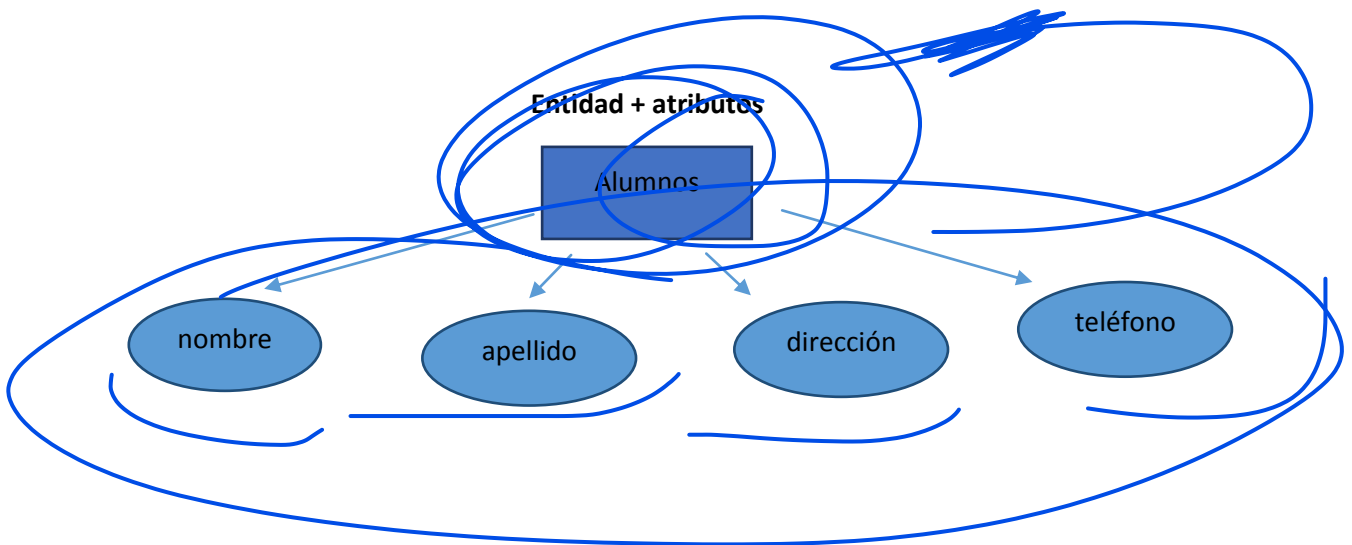 Entidad + atributos
Alumnos
nombre
apellido
dirección
teléfono